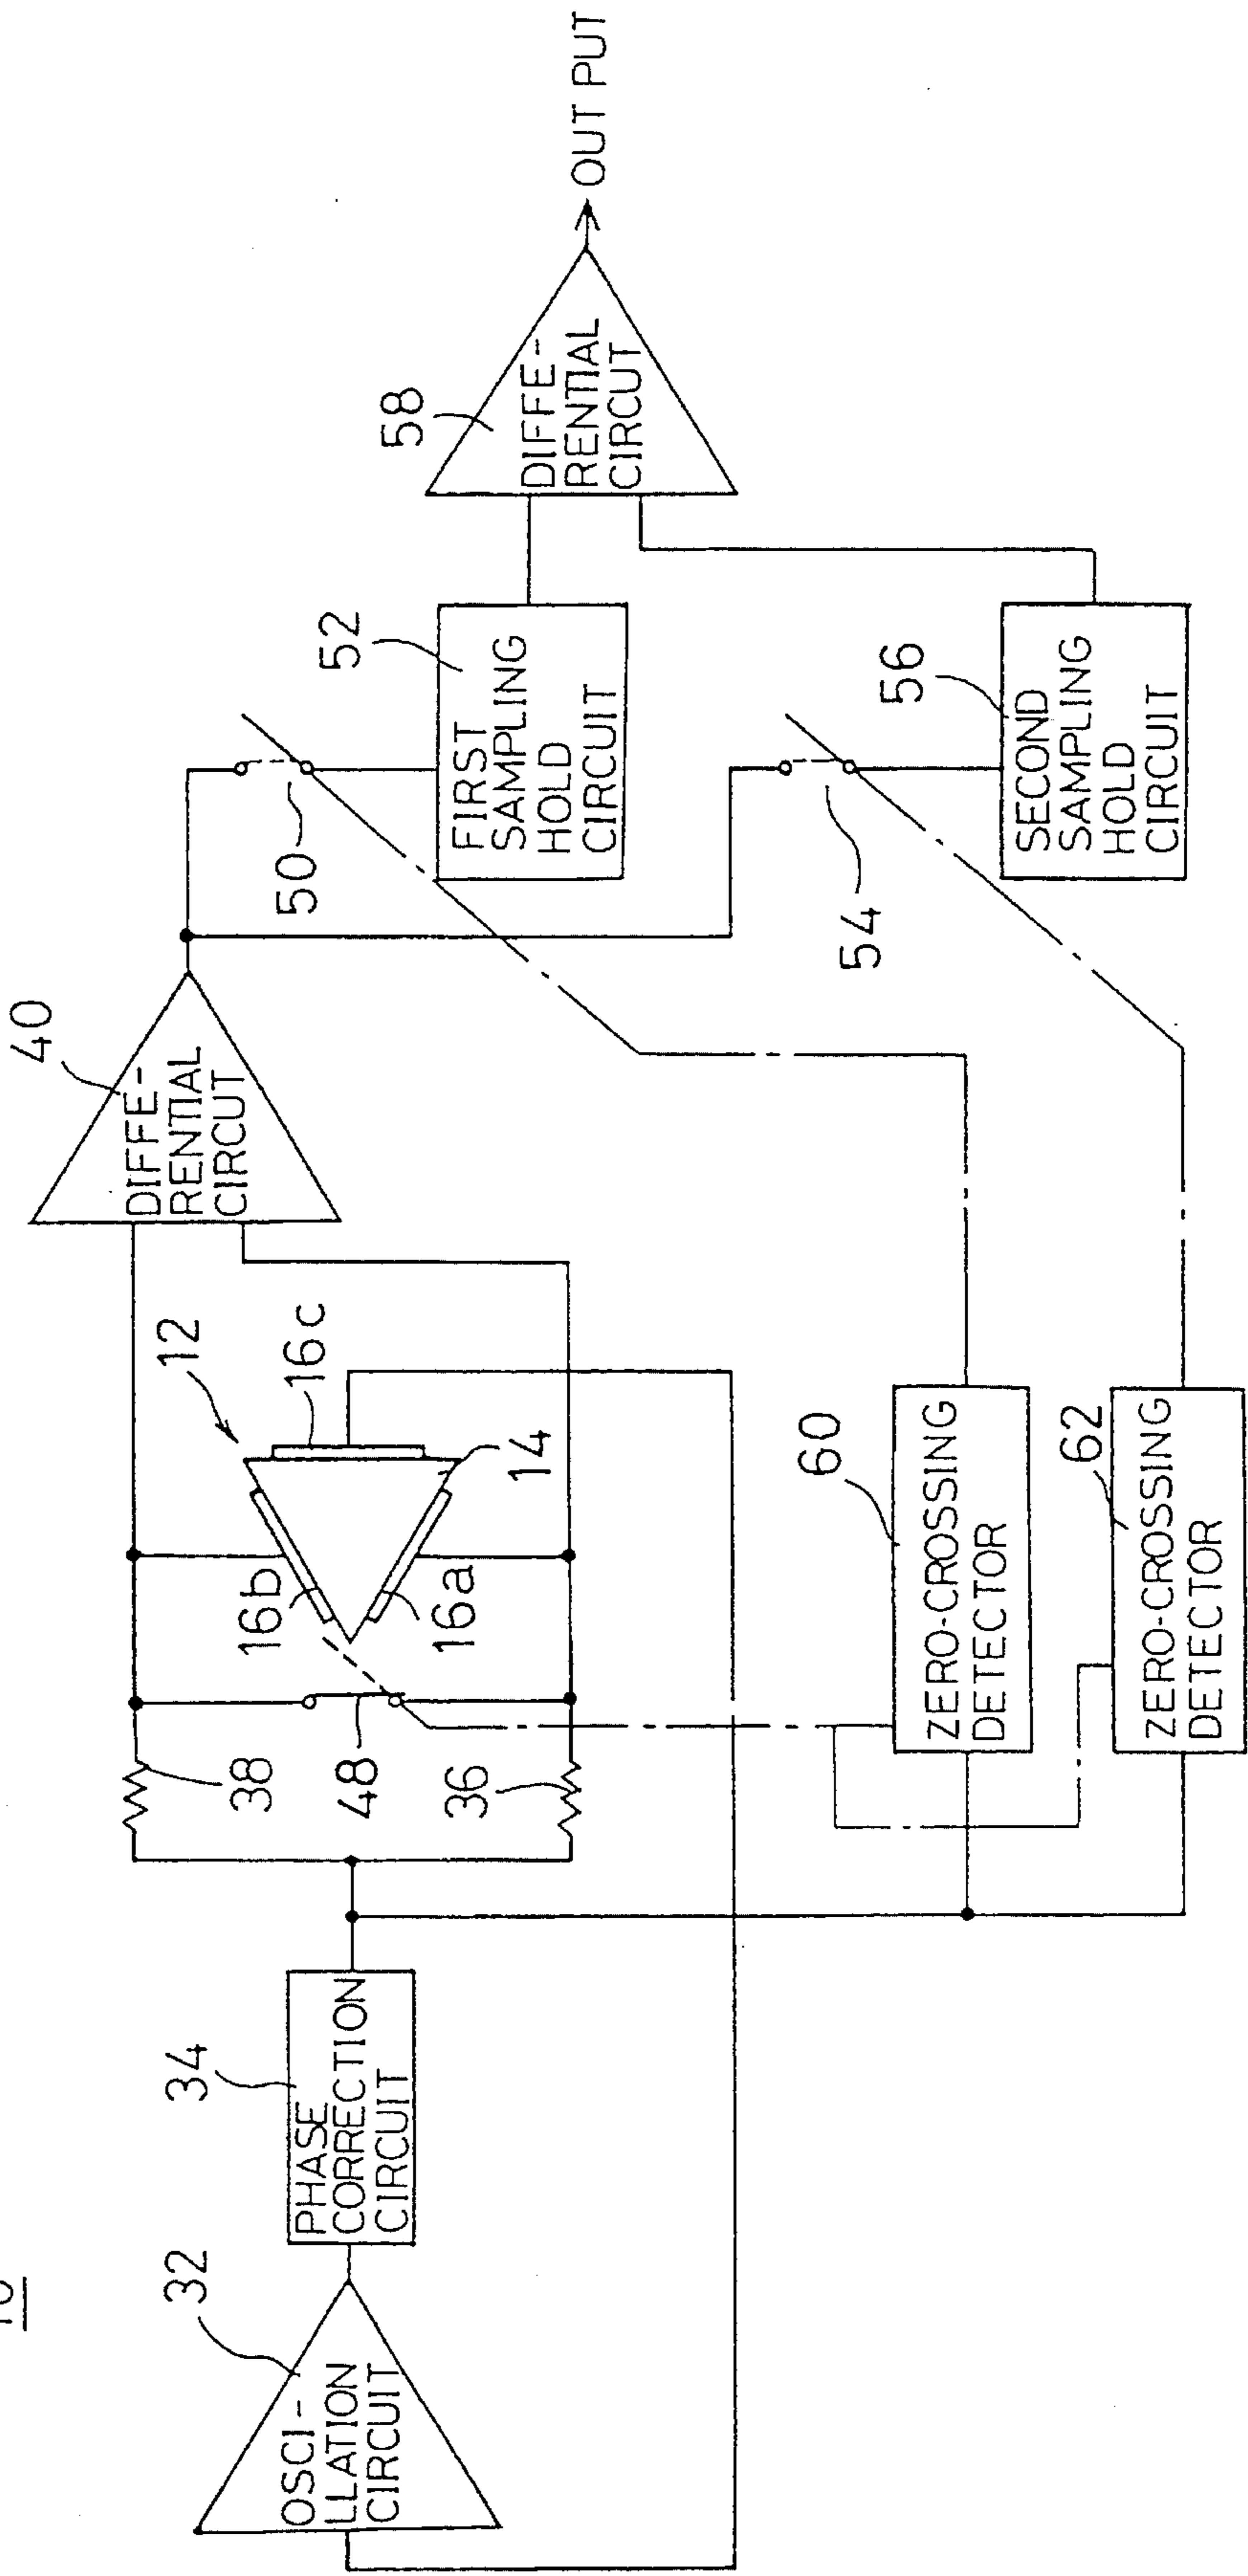 10
32
OSCI-
LLATION
CIRCUIT
34
PHASE
CORRECTION
CIRCUIT
38
48
36
12
16b
16a
16c
14
40
DIFFE-
RENTIAL
CIRCUT
50
52
FIRST
SAMPLING
HOLD
CIRCUIT
54
56
SECOND
SAMPLING
HOLD
CIRCUIT
58
DIFFE-
RENTIAL
CIRCUT
OUT PUT
60
ZERO-CROSSING
DETECTOR
62
ZERO-CROSSING
DETECTOR